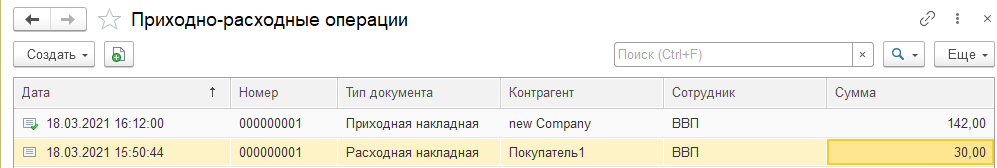 Приходно-расходные операции
Создать Поиск (Ctrl+F) × Еще
Дата ↑ Номер Тип документа Контрагент Сотрудник Сумма
18.03.2021 16:12:00 000000001 Приходная накладная new Company ВВП 142,00
18.03.2021 15:50:44 000000001 Расходная накладная Покупатель1 ВВП 30,00